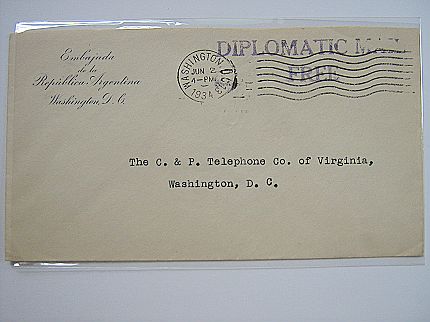 Embajada
de la
República Argentina
Washington, D. C.
WASHINGTON
JUN 2
4-PM
1934
DIPLOMATIC MAIL
FREE
The C. & P. Telephone Co. of Virginia,
Washington, D. C.